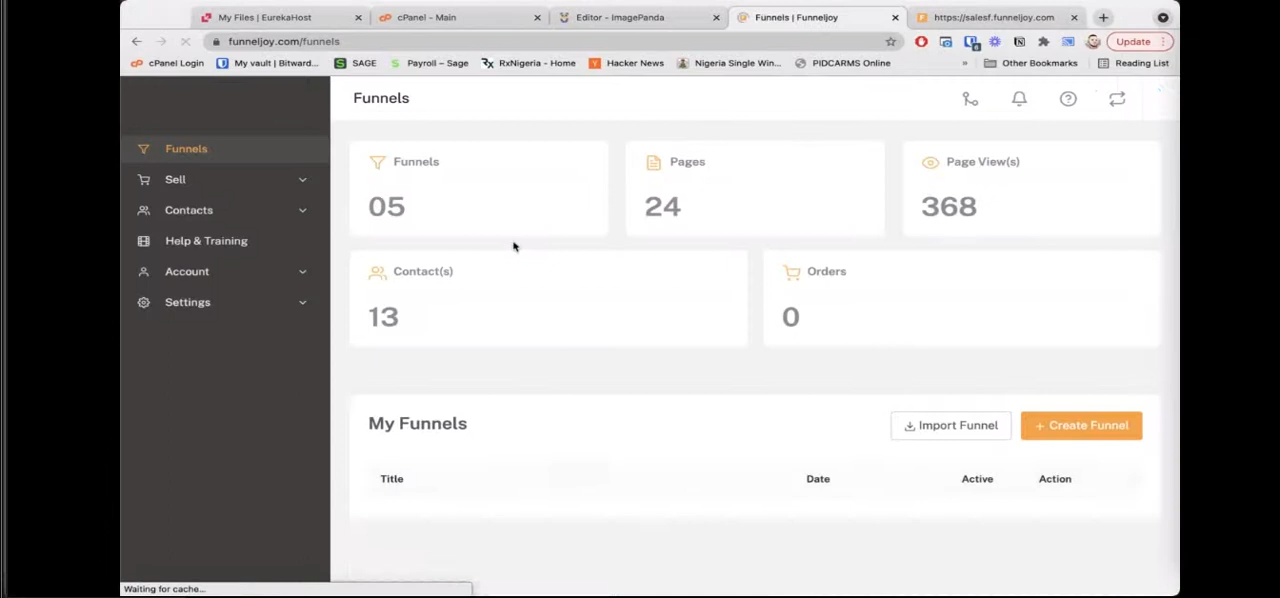 My Files | EurekaHost
cPanel - Main
Editor - ImagePanda
Funnels | Funneljoy
https://salesf.funneljoy.com
funneljoy.com/funnels
Update
cPanel Login
My vault | Bitward...
SAGE
Payroll – Sage
RxNigeria - Home
Hacker News
Nigeria Single Win...
PIDCARMS Online
»
Other Bookmarks
Reading List
Funnels
Funnels
Sell
Contacts
Help & Training
Account
Settings
Funnels
05
Pages
24
Page View(s)
368
Contact(s)
13
Orders
0
My Funnels
Import Funnel
+ Create Funnel
Title
Date
Active
Action
Waiting for cache...